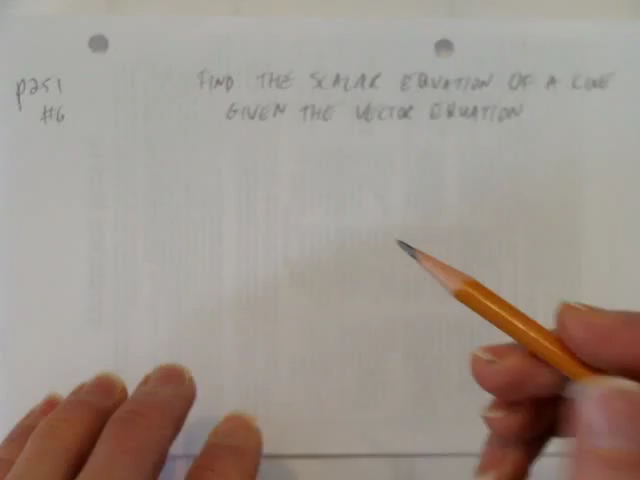 p251 FIND THE SCALAR EQUATION OF A LINE
#6 GIVEN THE VECTOR EQUATION